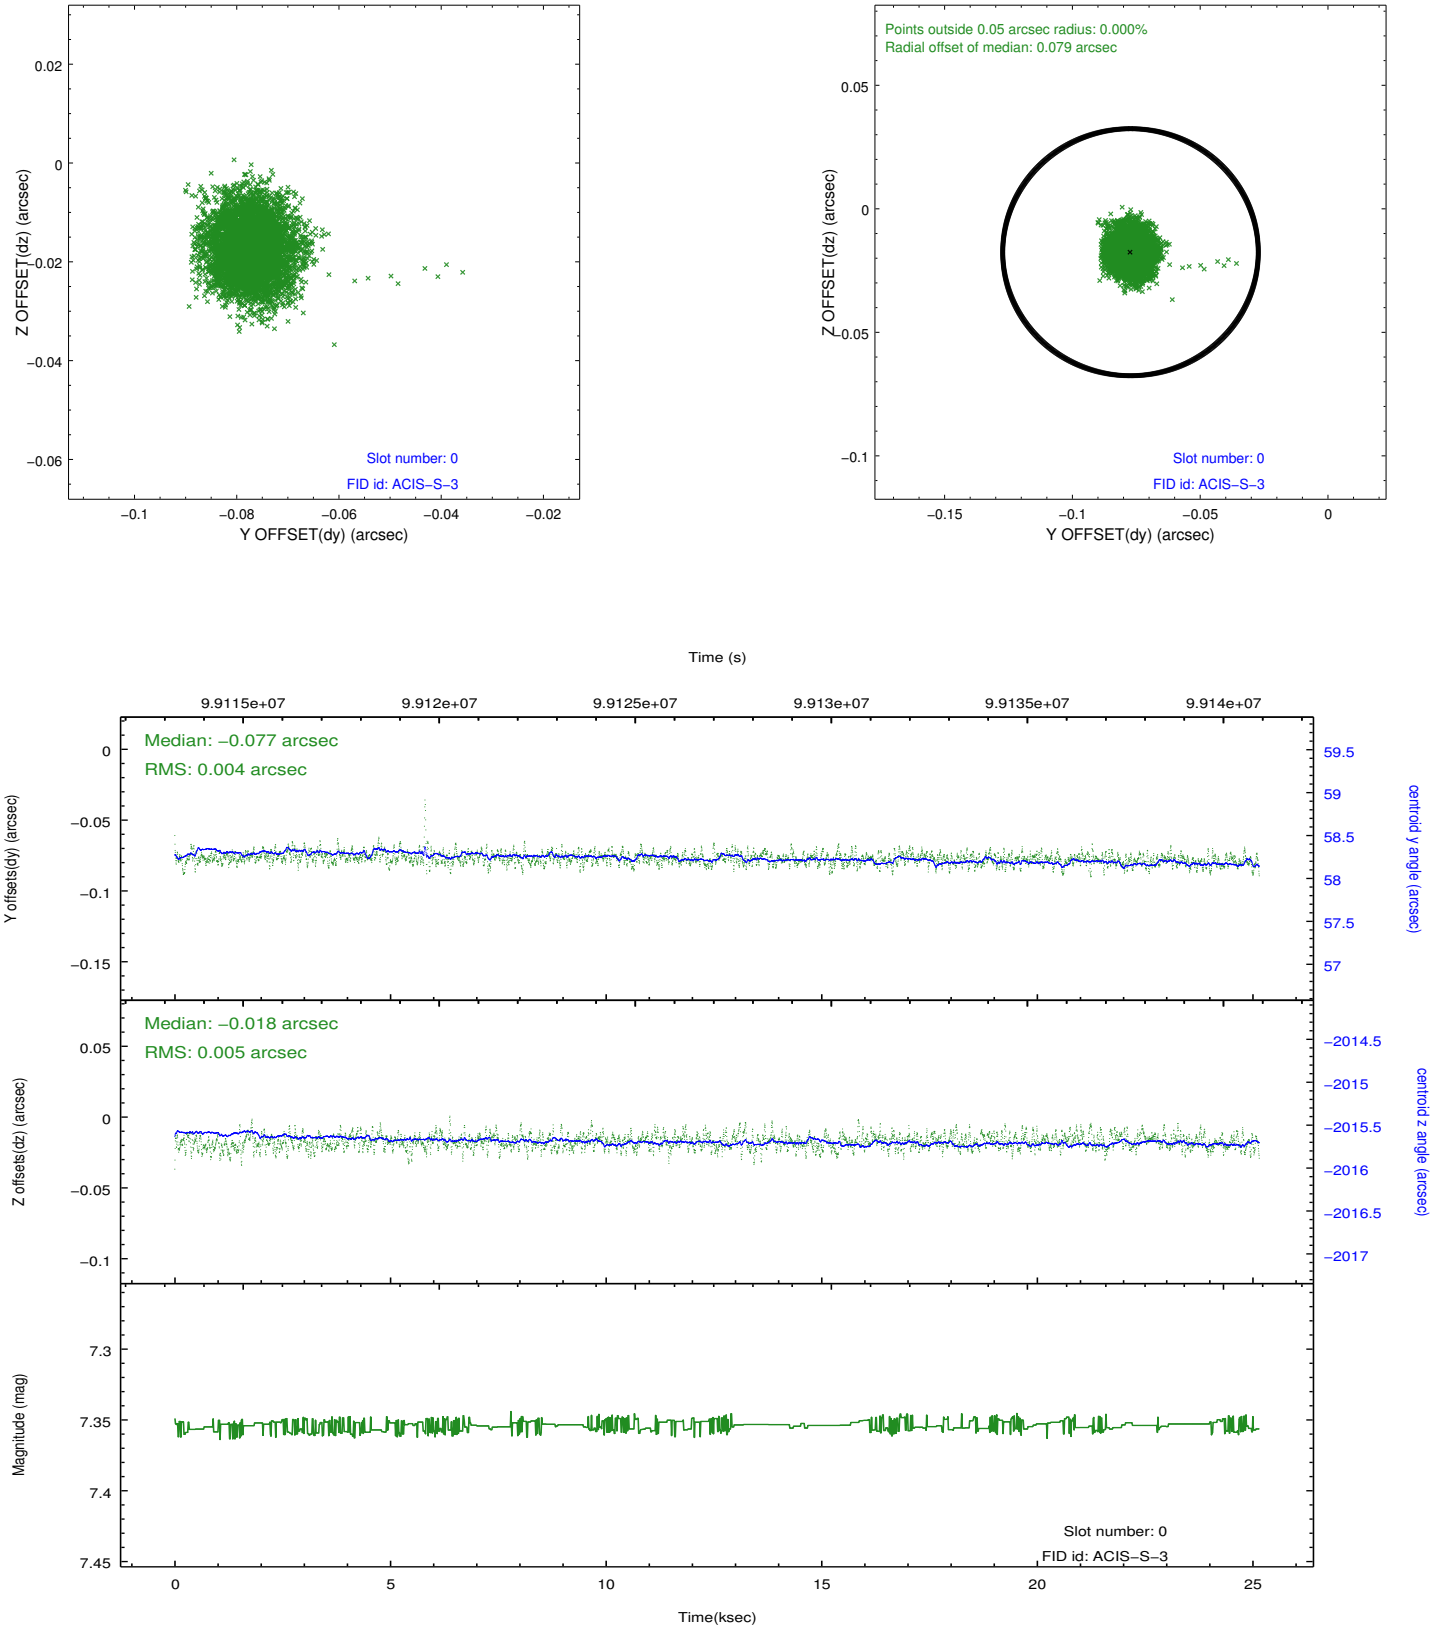 0.02
0
−0.02
−0.04
−0.06
Z OFFSET(dz) (arcsec)
Slot number: 0
FID id: ACIS−S−3
−0.1
−0.08
−0.06
−0.04
−0.02
Y OFFSET(dy) (arcsec)
Points outside 0.05 arcsec radius: 0.000%
Radial offset of median: 0.079 arcsec
0.05
0
−0.05
−0.1
Z OFFSET(dz) (arcsec)
Slot number: 0
FID id: ACIS−S−3
−0.15
−0.1
−0.05
0
Y OFFSET(dy) (arcsec)
Time (s)
9.9115e+07
9.912e+07
9.9125e+07
9.913e+07
9.9135e+07
9.914e+07
Median: −0.077 arcsec
RMS: 0.004 arcsec
0
−0.05
−0.1
−0.15
Y offsets(dy) (arcsec)
59.5
59
58.5
58
57.5
57
centroid y angle (arcsec)
Median: −0.018 arcsec
RMS: 0.005 arcsec
0.05
0
−0.05
−0.1
Z offsets(dz) (arcsec)
−2014.5
−2015
−2015.5
−2016
−2016.5
−2017
centroid z angle (arcsec)
7.3
7.35
7.4
7.45
Magnitude (mag)
Slot number: 0
FID id: ACIS−S−3
0
5
10
15
20
25
Time(ksec)